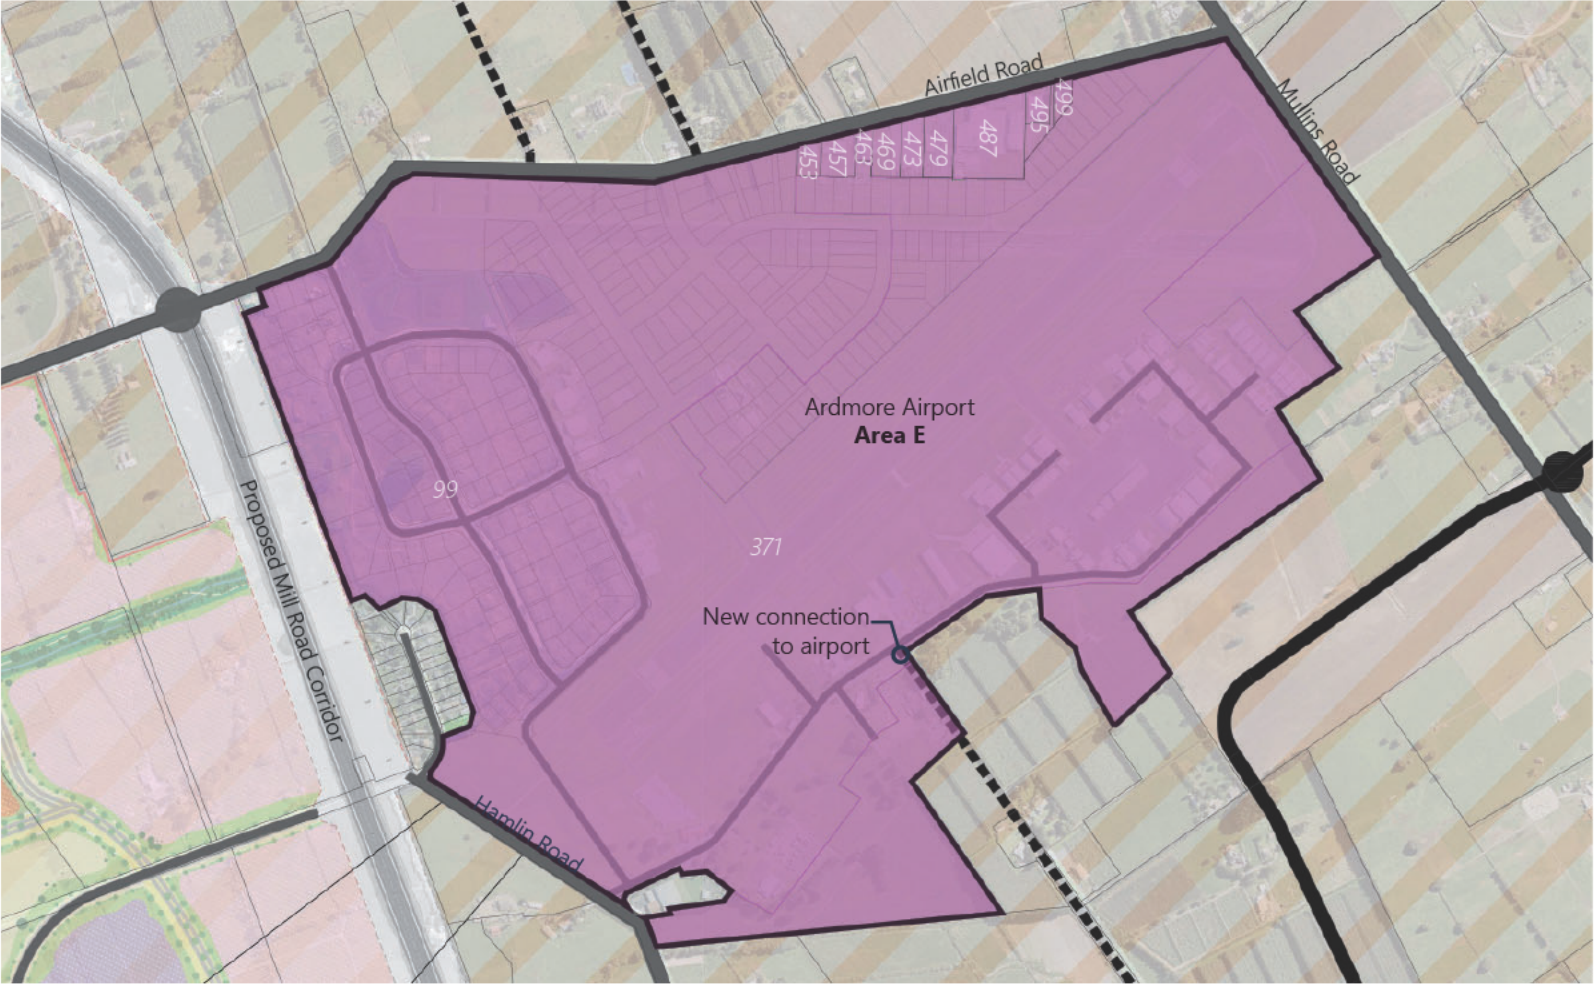 Airfield Road
Mullins Road
453
457
463
469
473
479
487
495
499
Ardmore Airport
Area E
99
371
Proposed Mill Road Corridor
New connection
to airport
Hamlin Road